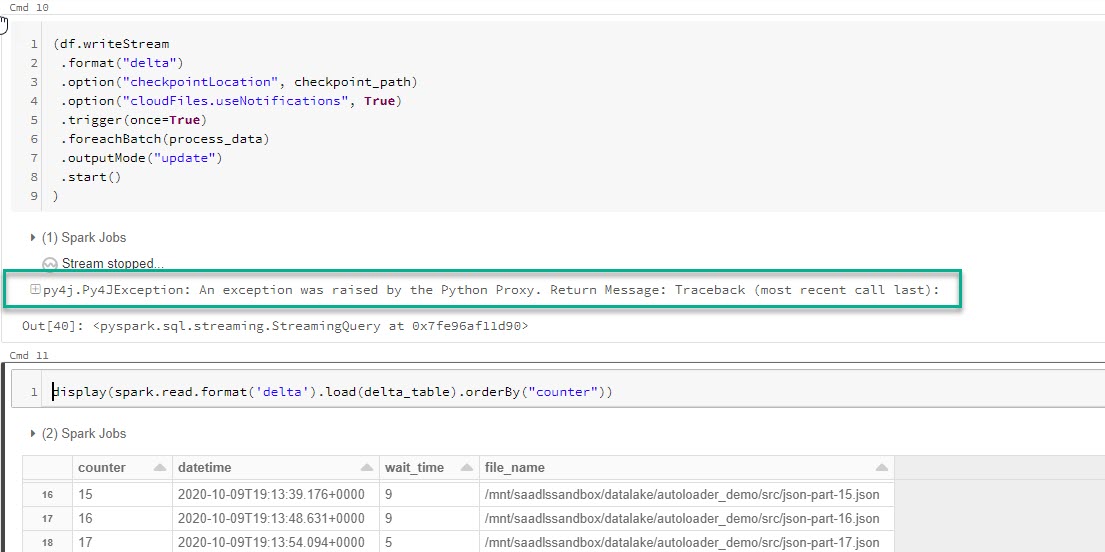 Cmd 10
1 (df.writeStream
2 .format("delta")
3 .option("checkpointLocation", checkpoint_path)
4 .option("cloudFiles.useNotifications", True)
5 .trigger(once=True)
6 .foreachBatch(process_data)
7 .outputMode("update")
8 .start()
9 )
(1) Spark Jobs
Stream stopped...
py4j.Py4JException: An exception was raised by the Python Proxy. Return Message: Traceback (most recent call last):
Out[40]: <pyspark.sql.streaming.StreamingQuery at 0x7fe96af11d90>
Cmd 11
1 display(spark.read.format('delta').load(delta_table).orderBy("counter"))
(2) Spark Jobs
counter datetime wait_time file_name
16 15 2020-10-09T19:13:39.176+0000 9 /mnt/saadlssandbox/datalake/autoloader_demo/src/json-part-15.json
17 16 2020-10-09T19:13:48.631+0000 9 /mnt/saadlssandbox/datalake/autoloader_demo/src/json-part-16.json
18 17 2020-10-09T19:13:54.094+0000 5 /mnt/saadlssandbox/datalake/autoloader_demo/src/json-part-17.json